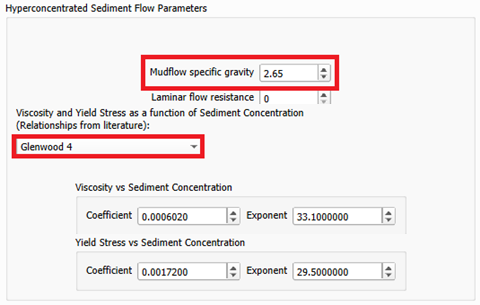 Hyperconcentrated Sediment Flow Parameters
Mudflow specific gravity 2.65
Laminar flow resistance 0
Viscosity and Yield Stress as a function of Sediment Concentration
(Relationships from literature):
Glenwood 4
Viscosity vs Sediment Concentration
Coefficient 0.0006020 Exponent 33.1000000
Yield Stress vs Sediment Concentration
Coefficient 0.0017200 Exponent 29.5000000